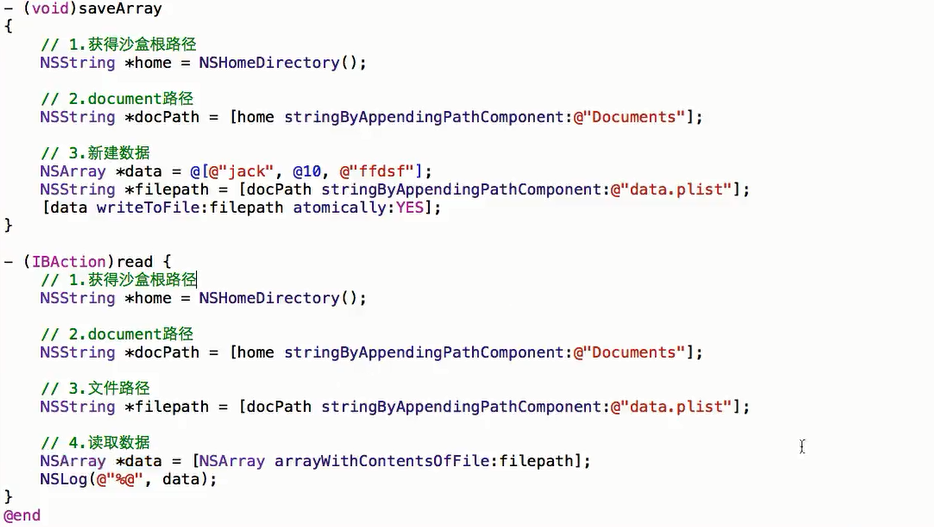 - (void)saveArray
{
// 1.获得沙盒根路径
NSString *home = NSHomeDirectory();
// 2.document路径
NSString *docPath = [home stringByAppendingPathComponent:@"Documents"];
// 3.新建数据
NSArray *data = @[@"jack", @10, @"ffdsf"];
NSString *filepath = [docPath stringByAppendingPathComponent:@"data.plist"];
[data writeToFile:filepath atomically:YES];
}
- (IBAction)read {
// 1.获得沙盒根路径
NSString *home = NSHomeDirectory();
// 2.document路径
NSString *docPath = [home stringByAppendingPathComponent:@"Documents"];
// 3.文件路径
NSString *filepath = [docPath stringByAppendingPathComponent:@"data.plist"];
// 4.读取数据
NSArray *data = [NSArray arrayWithContentsOfFile:filepath];
NSLog(@"%@", data);
}
@end